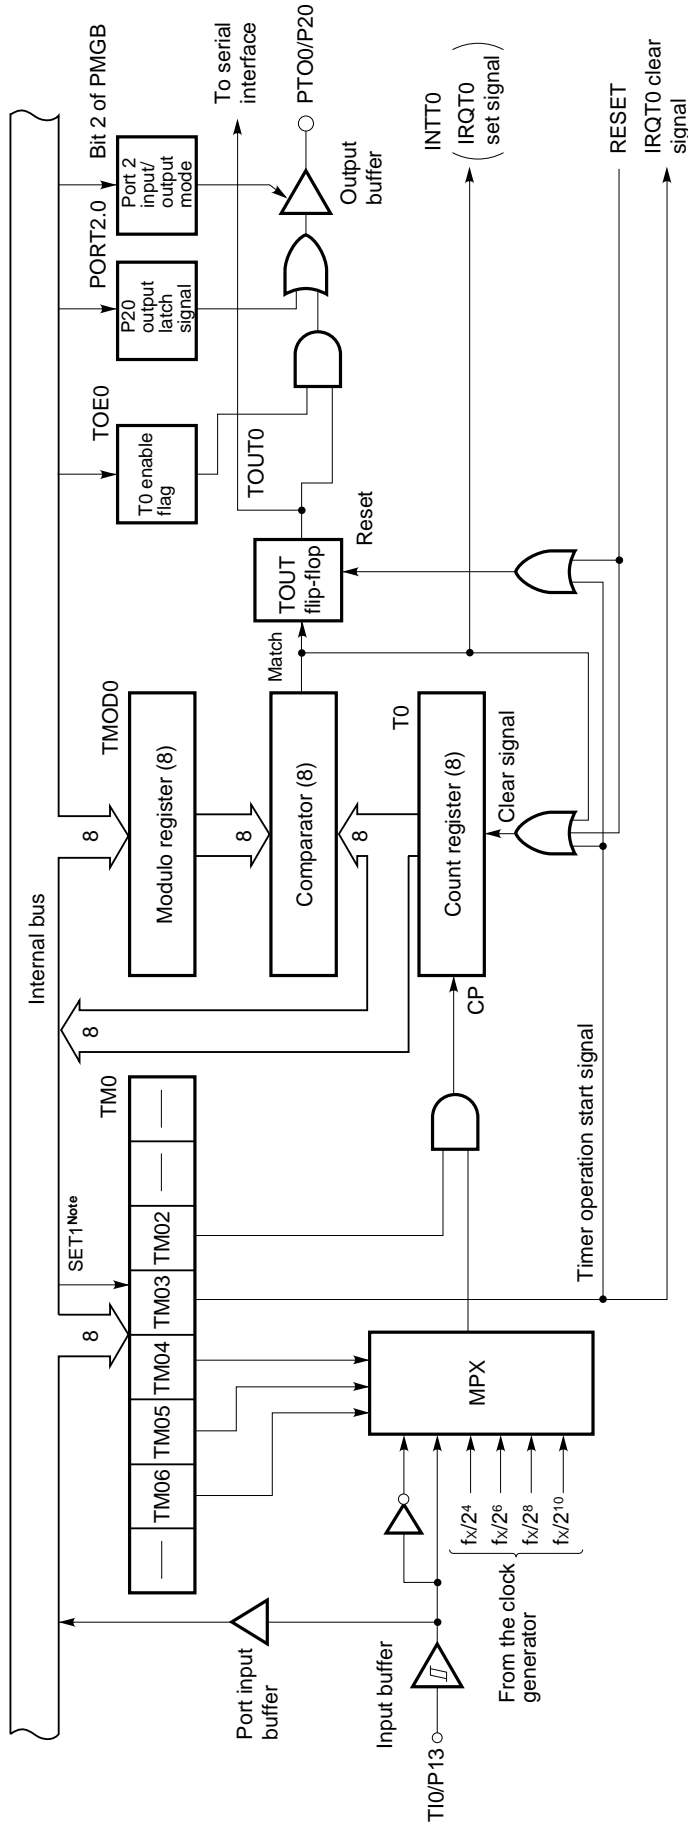 Internal bus
8
SET1Note
TM0
—
TM06
TM05
TM04
TM03
TM02
—
—
8
8
TMOD0
Modulo register (8)
8
Comparator (8)
8
T0
Count register (8)
CP
Clear signal
Match
TOUT
flip-flop
Reset
TOUT0
TOE0
T0 enable
flag
PORT2.0
P20
output
latch
signal
Bit 2 of PMGB
Port 2
input/
output
mode
To serial
interface
PTO0/P20
Output
buffer
INTT0
(IRQT0
set signal)
RESET
IRQT0 clear
signal
Timer operation start signal
MPX
Port input
buffer
Input buffer
TI0/P13
fX/2⁴
fX/2⁶
fX/2⁸
fX/2¹⁰
From the clock
generator